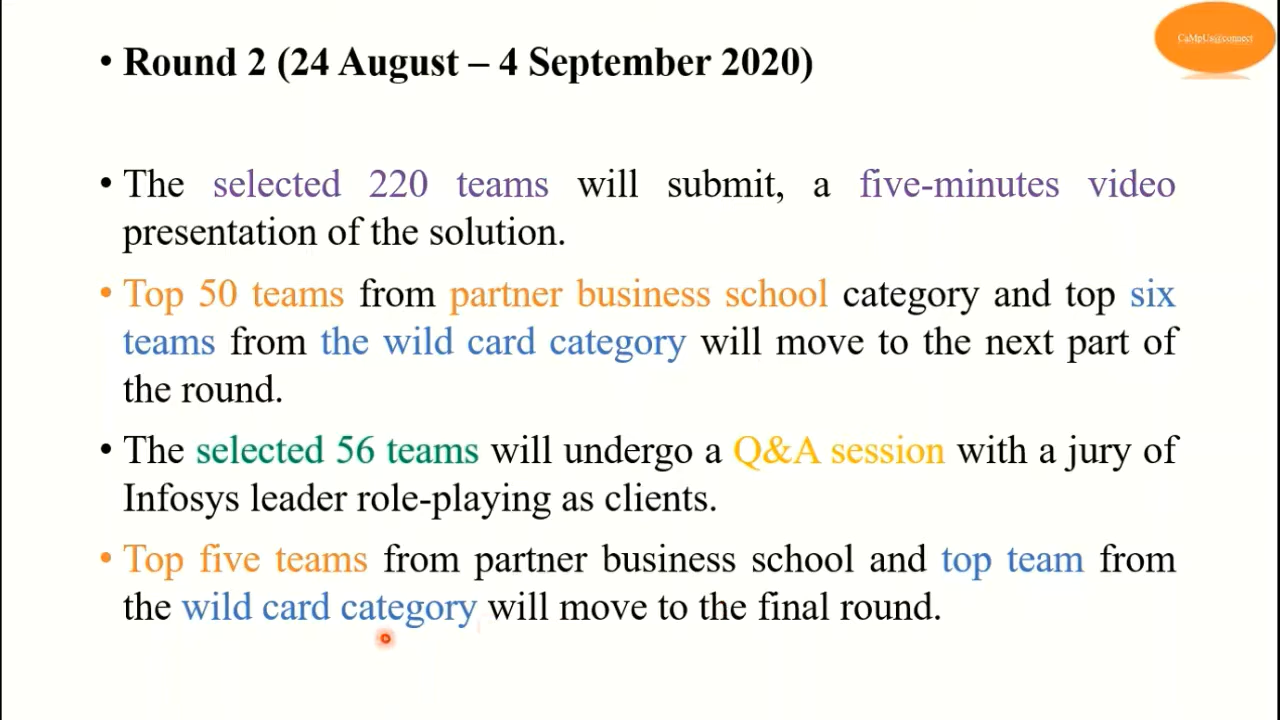 CaMpUs@connect
• Round 2 (24 August – 4 September 2020)
• The selected 220 teams will submit, a five-minutes video
presentation of the solution.
• Top 50 teams from partner business school category and top six
teams from the wild card category will move to the next part of
the round.
• The selected 56 teams will undergo a Q&A session with a jury of
Infosys leader role-playing as clients.
• Top five teams from partner business school and top team from
the wild card category will move to the final round.